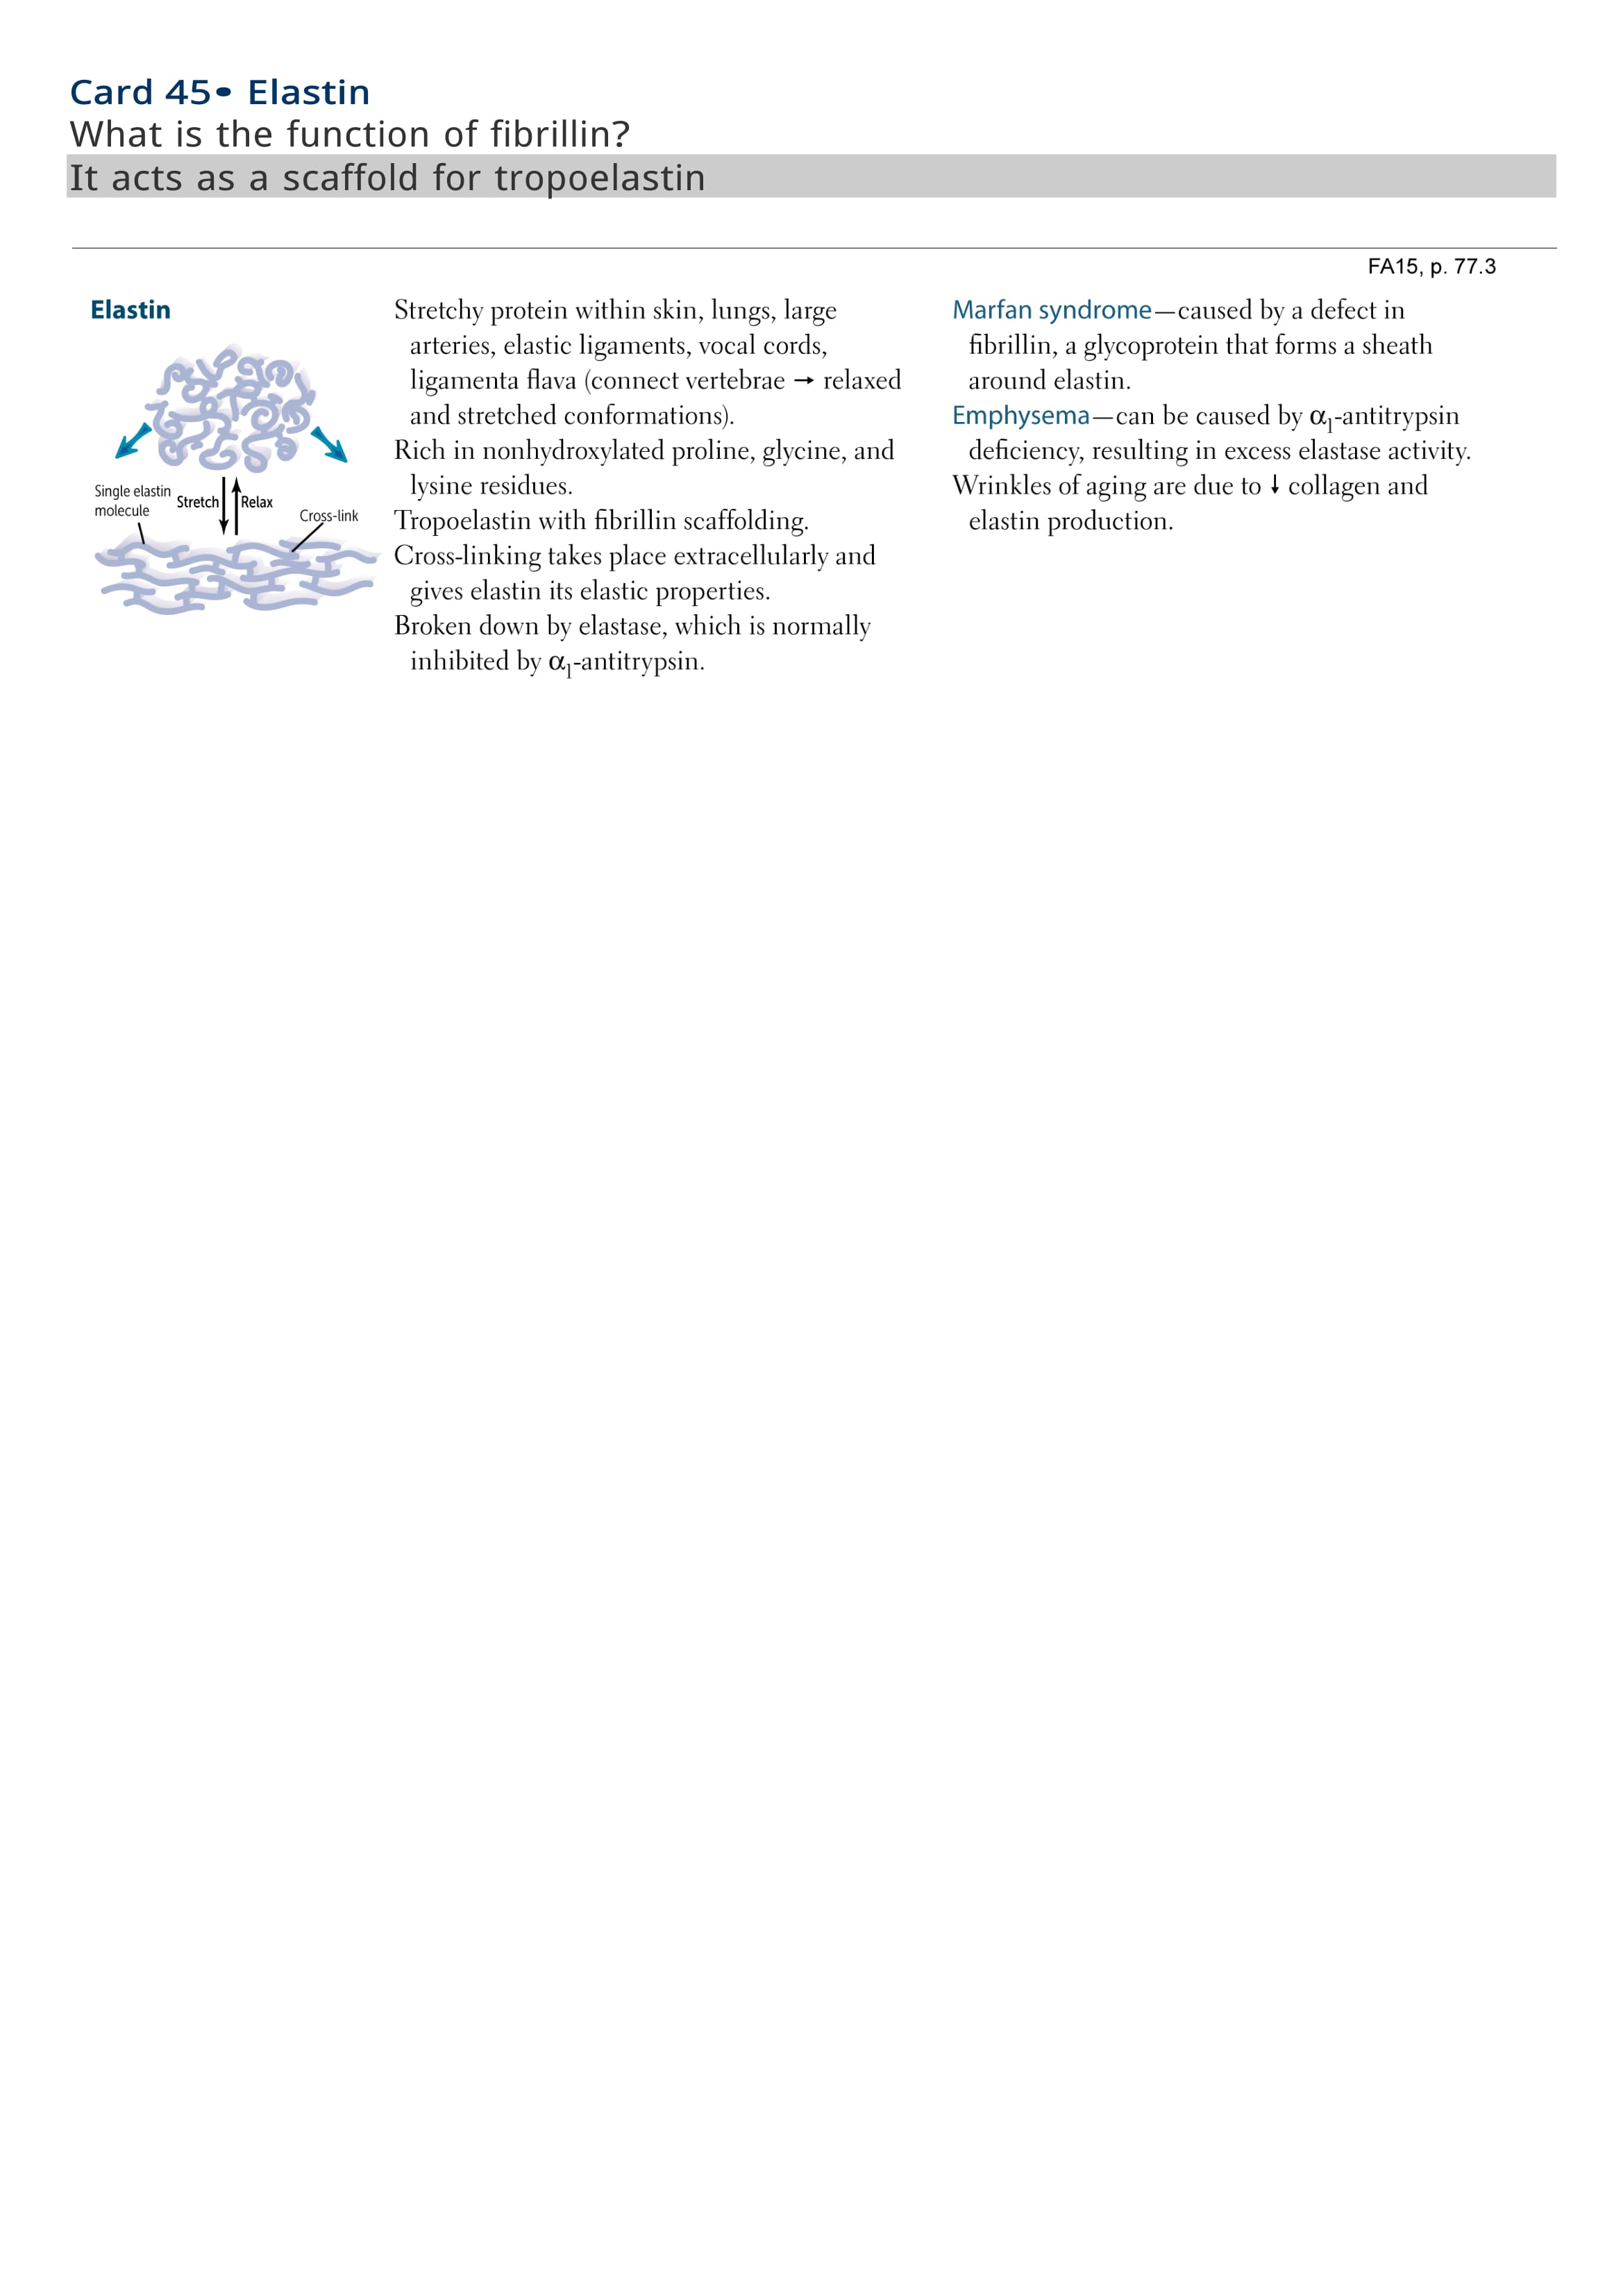 Card 45• Elastin
What is the function of fibrillin?
It acts as a scaffold for tropoelastin
FA15, p. 77.3
Elastin
Single elastin
molecule
Stretch
Relax
Cross-link
Stretchy protein within skin, lungs, large
arteries, elastic ligaments, vocal cords,
ligamenta flava (connect vertebrae → relaxed
and stretched conformations).
Rich in nonhydroxylated proline, glycine, and
lysine residues.
Tropoelastin with fibrillin scaffolding.
Cross-linking takes place extracellularly and
gives elastin its elastic properties.
Broken down by elastase, which is normally
inhibited by α₁-antitrypsin.
Marfan syndrome—caused by a defect in
fibrillin, a glycoprotein that forms a sheath
around elastin.
Emphysema—can be caused by α₁-antitrypsin
deficiency, resulting in excess elastase activity.
Wrinkles of aging are due to ↓ collagen and
elastin production.